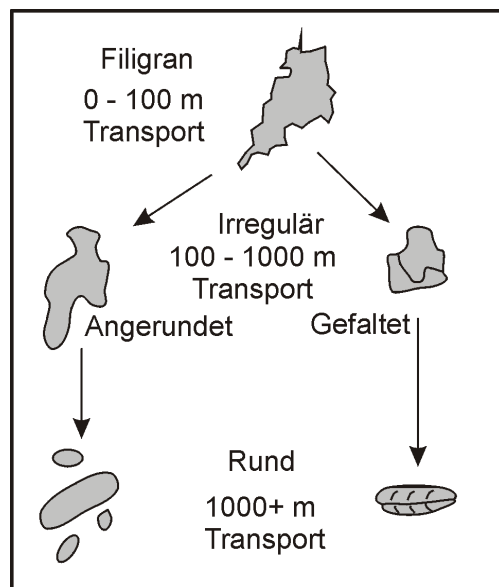 Filigran
0 - 100 m
Transport
Irregulär
100 - 1000 m
Transport
Angerundet
Gefaltet
Rund
1000+ m
Transport